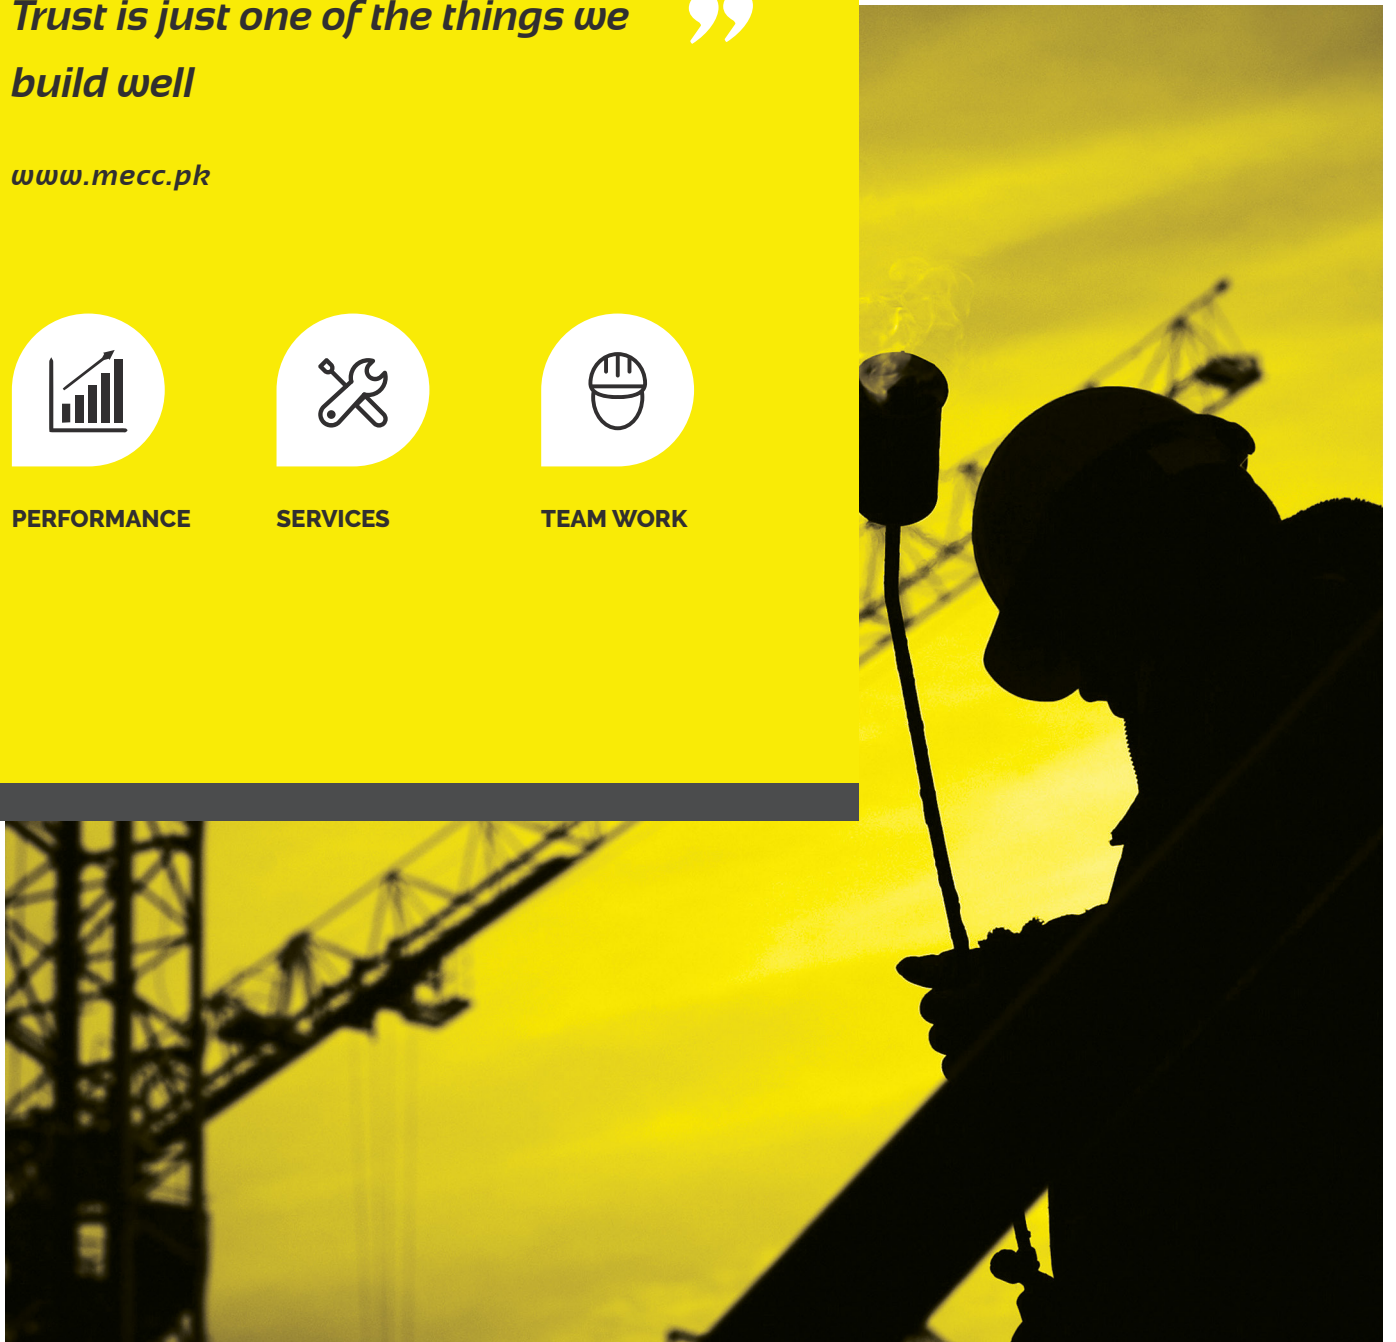 Trust is just one of the things we ”
build well
www.mecc.pk
PERFORMANCE SERVICES TEAM WORK